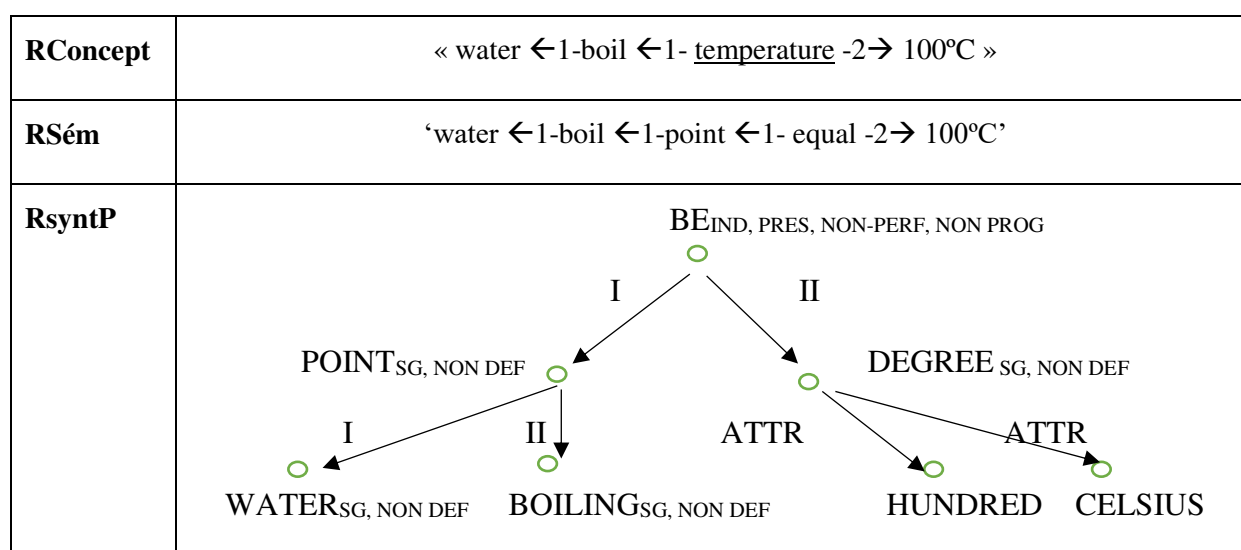 RConcept « water 🡨1-boil 🡨1- temperature -2🡪 100ºC »
RSém ‘water 🡨1-boil 🡨1-point 🡨1- equal -2🡪 100ºC’
RsyntP
BEIND, PRES, NON-PERF, NON PROG
I II
POINTSG, NON DEF DEGREE SG, NON DEF
I II ATTR ATTR
WATERSG, NON DEF BOILINGSG, NON DEF HUNDRED CELSIUS